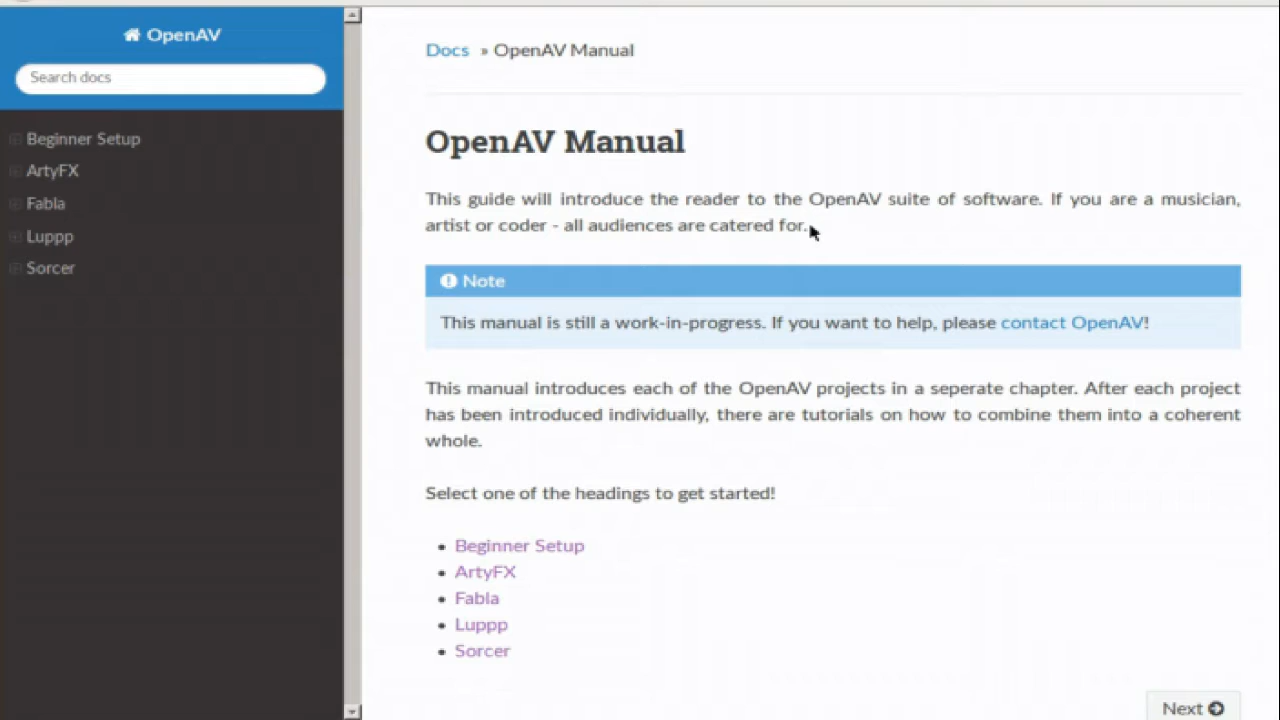 OpenAV
Search docs
Beginner Setup
ArtyFX
Fabla
Luppp
Sorcer
Docs » OpenAV Manual
OpenAV Manual
This guide will introduce the reader to the OpenAV suite of software. If you are a musician,
artist or coder - all audiences are catered for.
Note
This manual is still a work-in-progress. If you want to help, please contact OpenAV!
This manual introduces each of the OpenAV projects in a seperate chapter. After each project
has been introduced individually, there are tutorials on how to combine them into a coherent
whole.
Select one of the headings to get started!
Beginner Setup
ArtyFX
Fabla
Luppp
Sorcer
Next